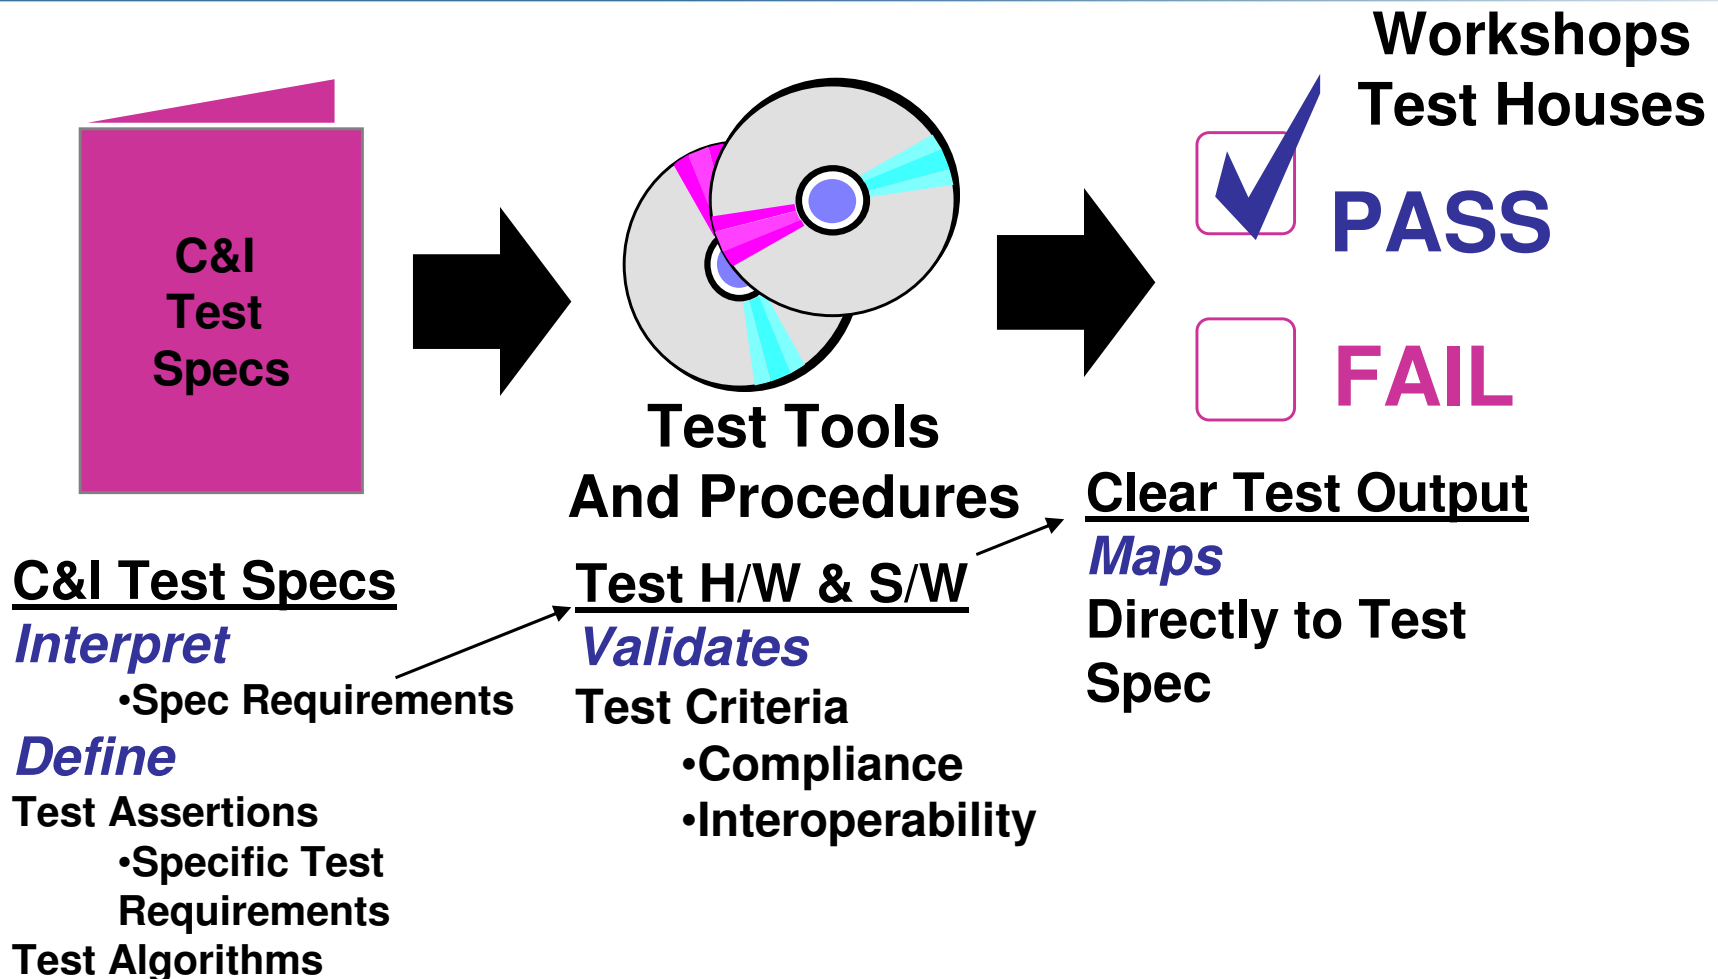 Workshops
Test Houses
C&I
Test
Specs
PASS
FAIL
Test Tools
And Procedures
C&I Test Specs
Interpret
•Spec Requirements
Define
Test Assertions
•Specific Test
Requirements
Test Algorithms
Test H/W & S/W
Validates
Test Criteria
•Compliance
•Interoperability
Clear Test Output
Maps
Directly to Test
Spec